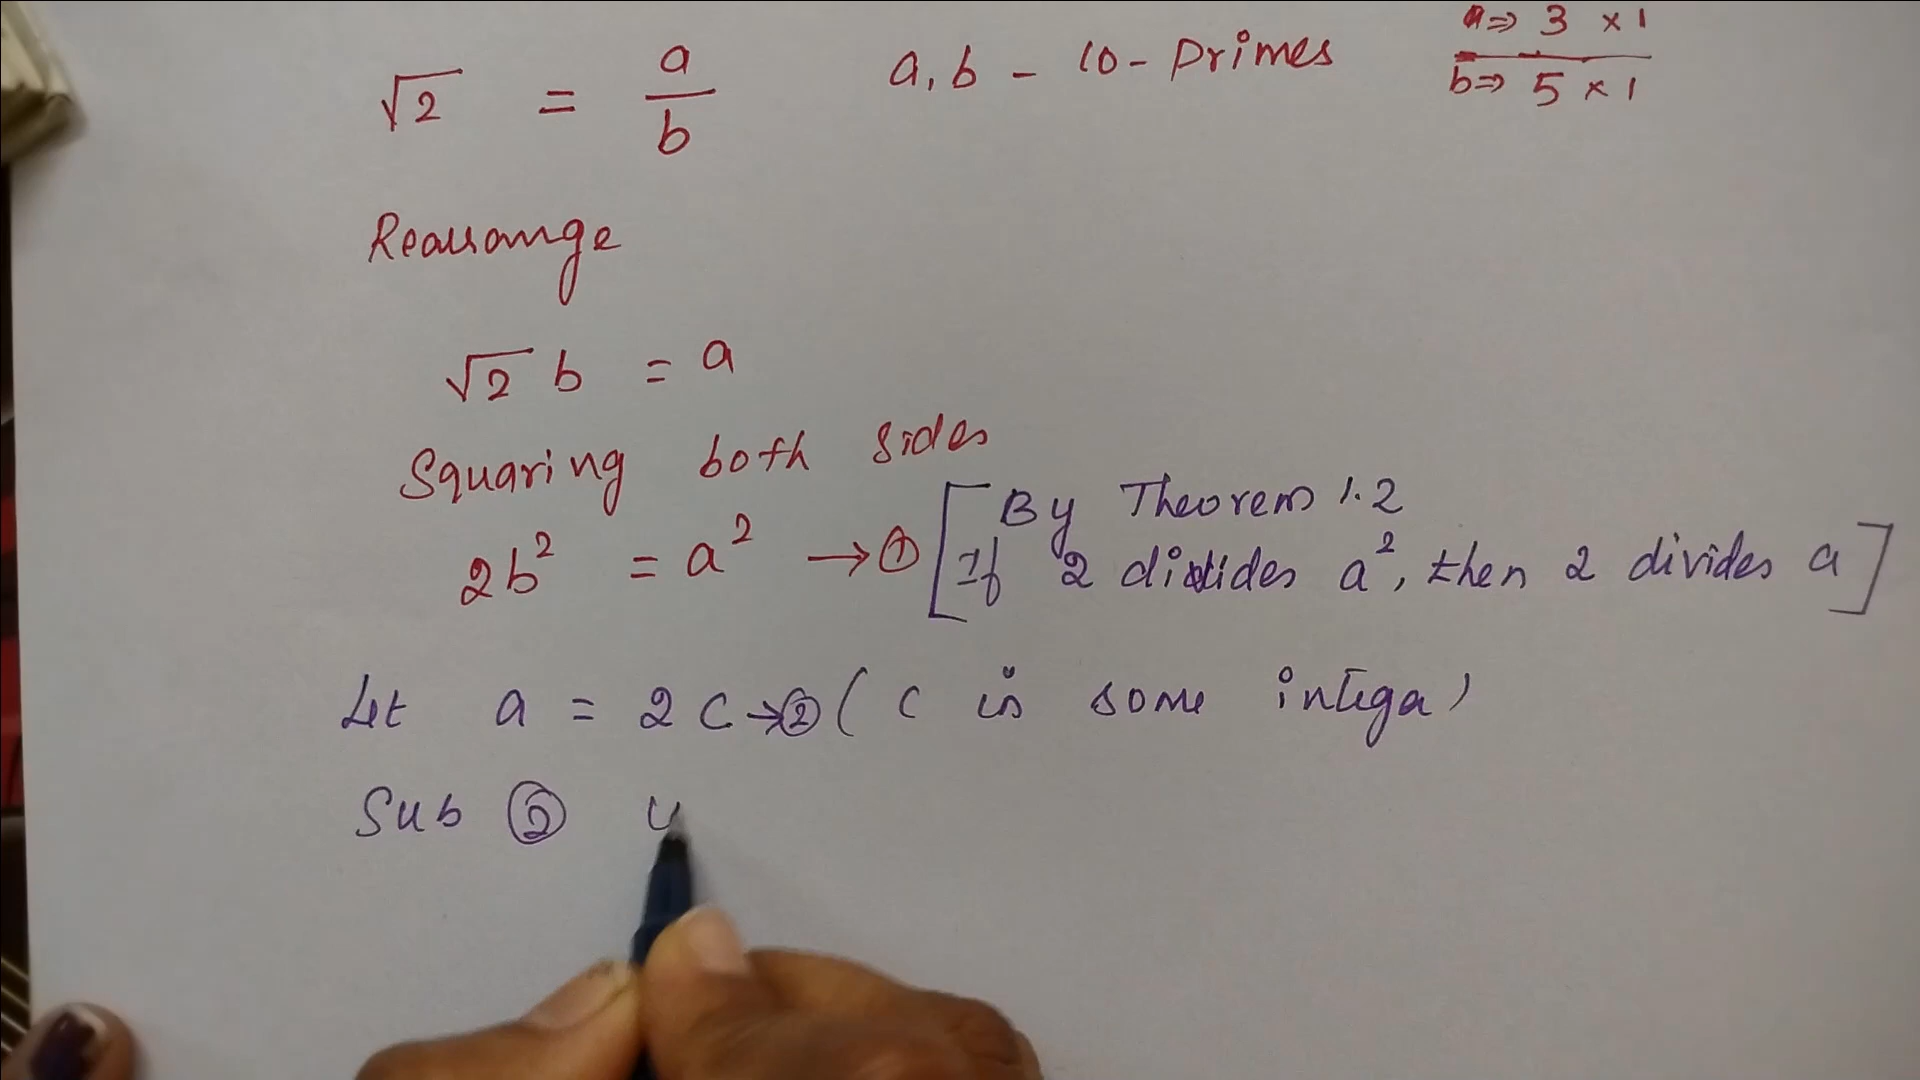 √2 = a/b a, b - co-primes a⇒ 3 × 1 / b⇒ 5 × 1
Rearrange
√2 b = a
Squaring both sides
2b² = a² → ① [By Theorem 1.2
If 2 divides a², then 2 divides a]
Let a = 2c → ② (c is some integer)
Sub ②